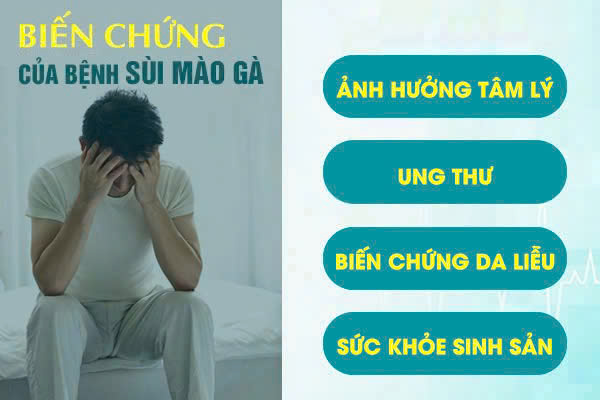 BIẾN CHỨNG
CỦA BỆNH SÙI MÀO GÀ
ẢNH HƯỞNG TÂM LÝ
UNG THƯ
BIẾN CHỨNG DA LIỄU
SỨC KHỎE SINH SẢN